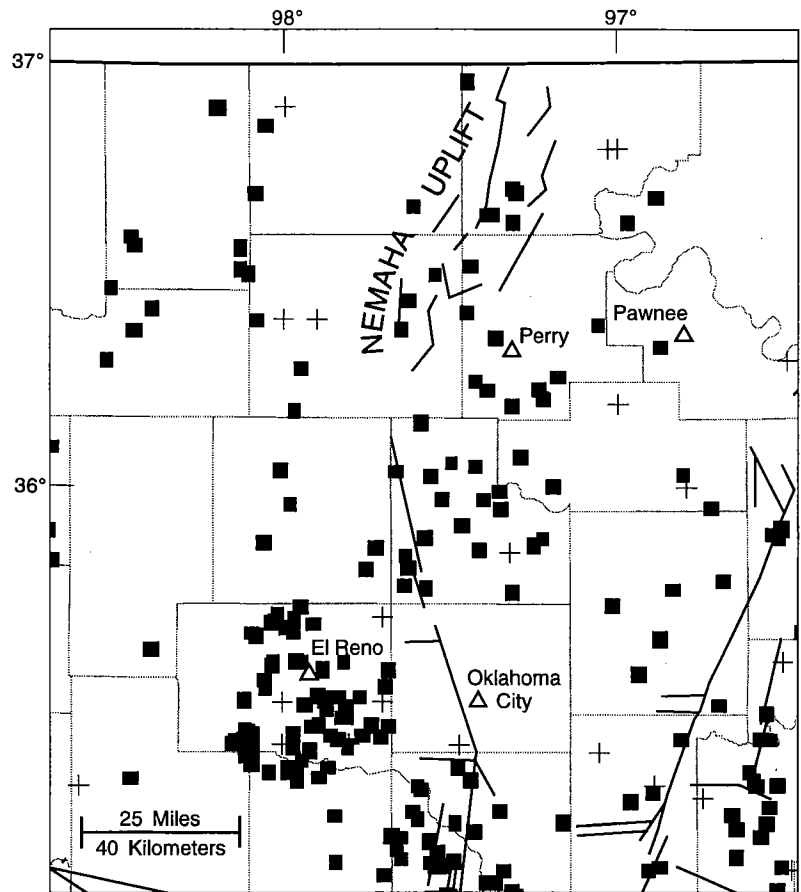 98° 97°
37°
NEMAHA UPLIFT
Pawnee
Perry
36°
El Reno
Oklahoma
City
25 Miles
40 Kilometers